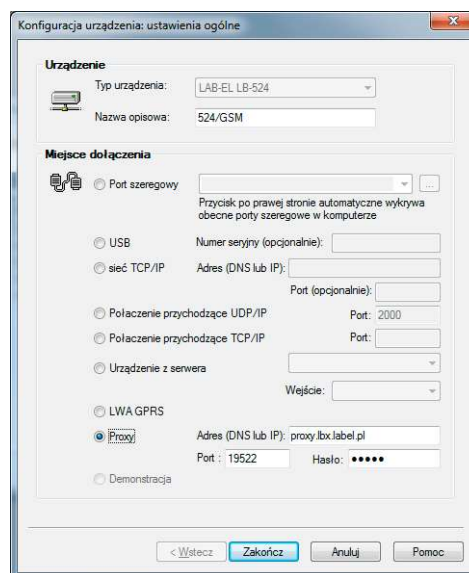 Konfiguracja urządzenia: ustawienia ogólne
Urządzenie
Typ urządzenia: LAB-EL LB-524
Nazwa opisowa: 524/GSM
Miejsce dołączenia
Port szeregowy ...
Przycisk po prawej stronie automatyczne wykrywa
obecne porty szeregowe w komputerze
USB Numer seryjny (opcjonalnie):
sieć TCP/IP Adres (DNS lub IP):
Port (opcjonalnie):
Połaczenie przychodzące UDP/IP Port: 2000
Połaczenie przychodzące TCP/IP Port:
Urządzenie z serwera
Wejście:
LWA GPRS
Proxy Adres (DNS lub IP): proxy.lbx.label.pl
Port : 19522 Hasło: •••••
Demonstracja
< Wstecz Zakończ Anuluj Pomoc